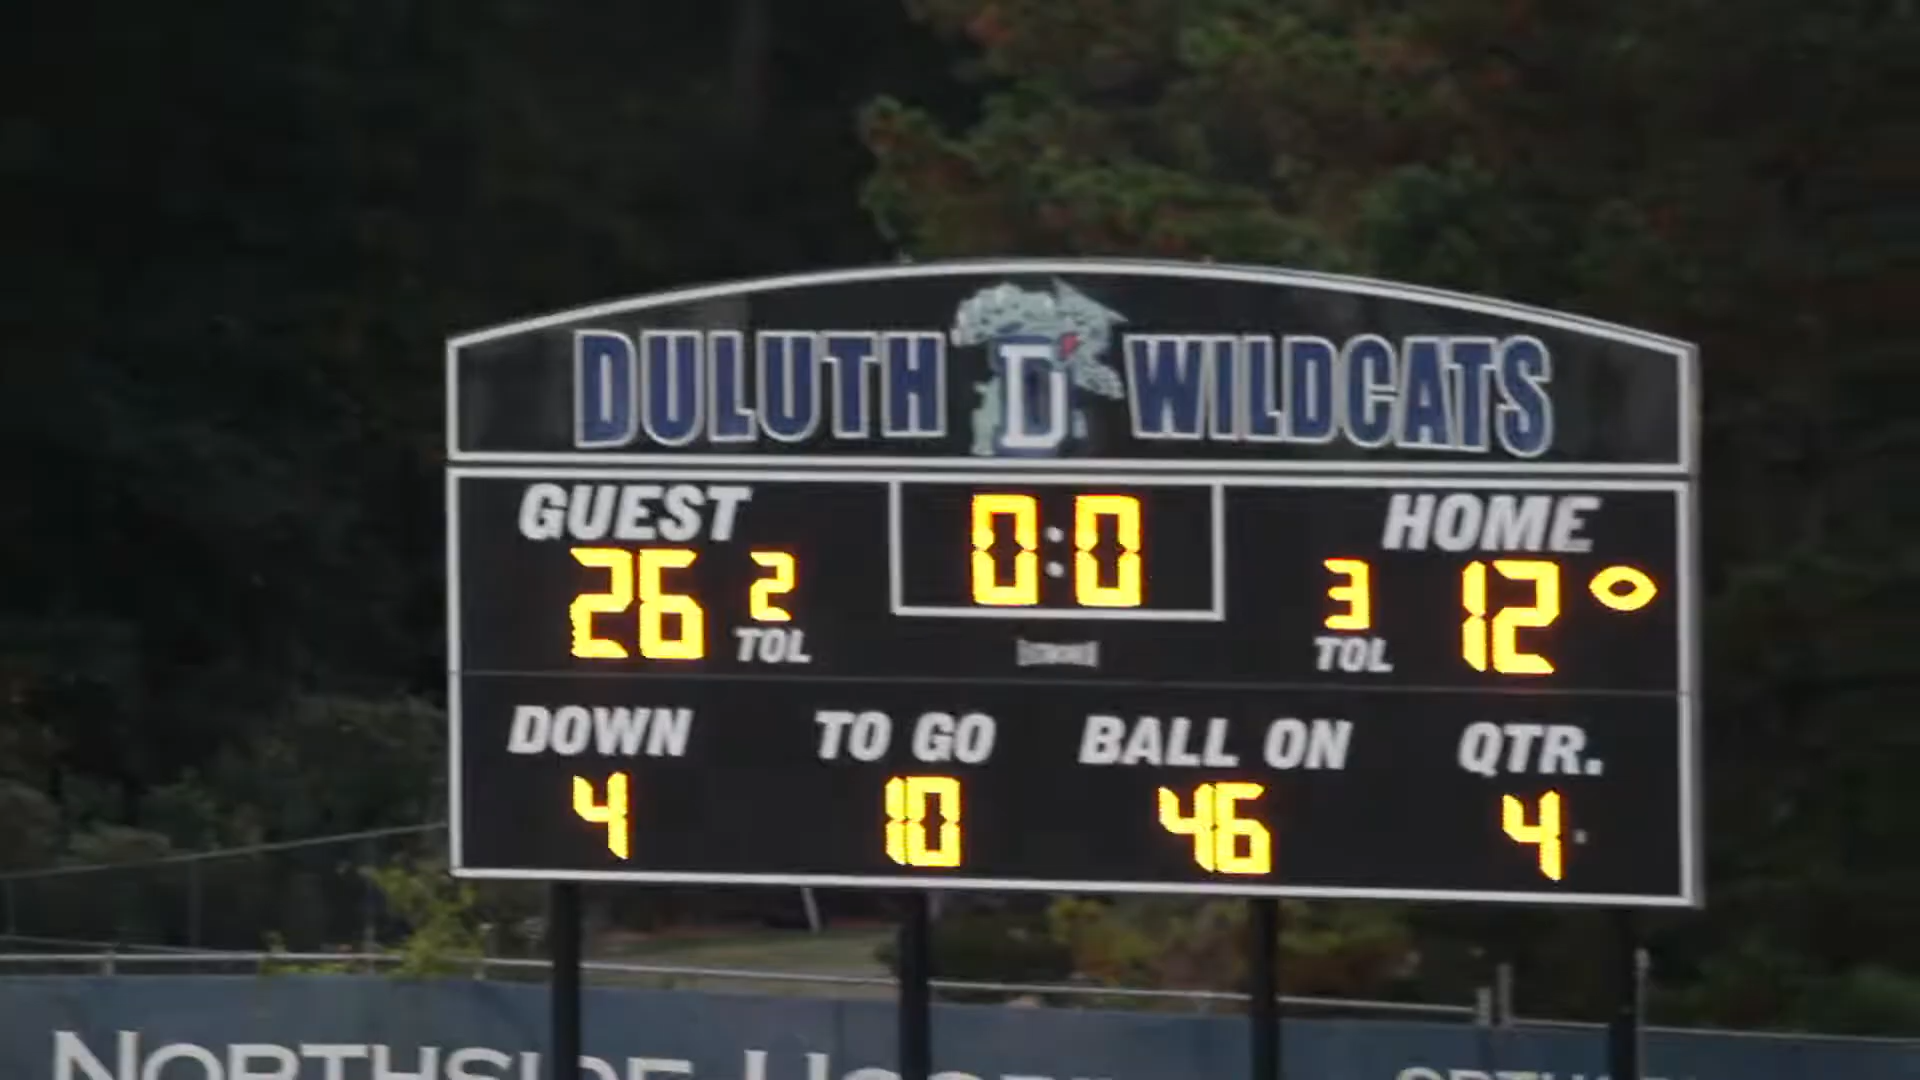 DULUTH D WILDCATS
GUEST 0:0 HOME
26 2 3 12
TOL TOL
DOWN TO GO BALL ON QTR.
4 10 46 4
NORTHSIDE